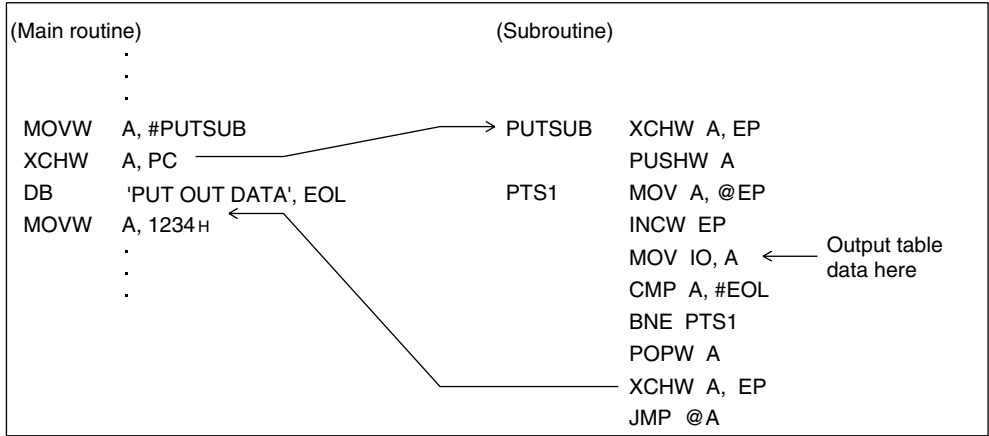 (Main routine)
.
.
.
MOVW A, #PUTSUB
XCHW A, PC
DB 'PUT OUT DATA', EOL
MOVW A, 1234H
.
.
.
(Subroutine)
PUTSUB XCHW A, EP
PUSHW A
PTS1 MOV A, @EP
INCW EP
MOV IO, A
CMP A, #EOL
BNE PTS1
POPW A
XCHW A, EP
JMP @A
Output table
data here